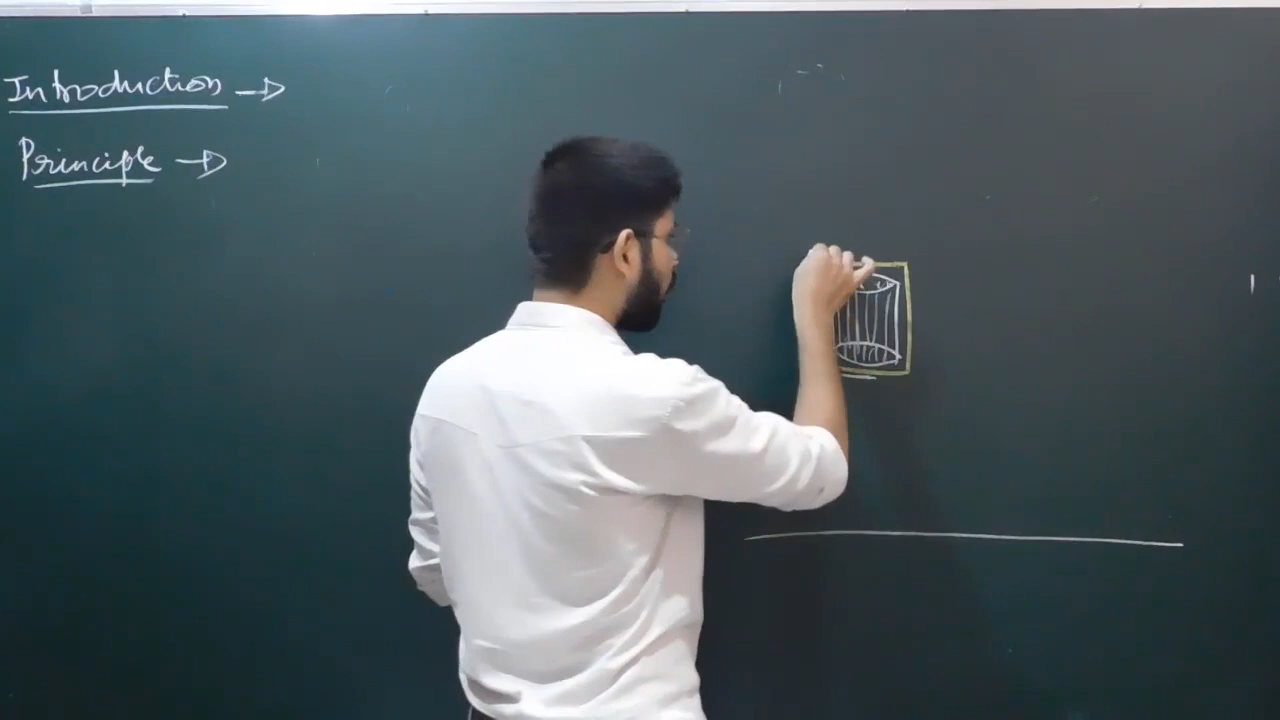 Introduction →
Principle →